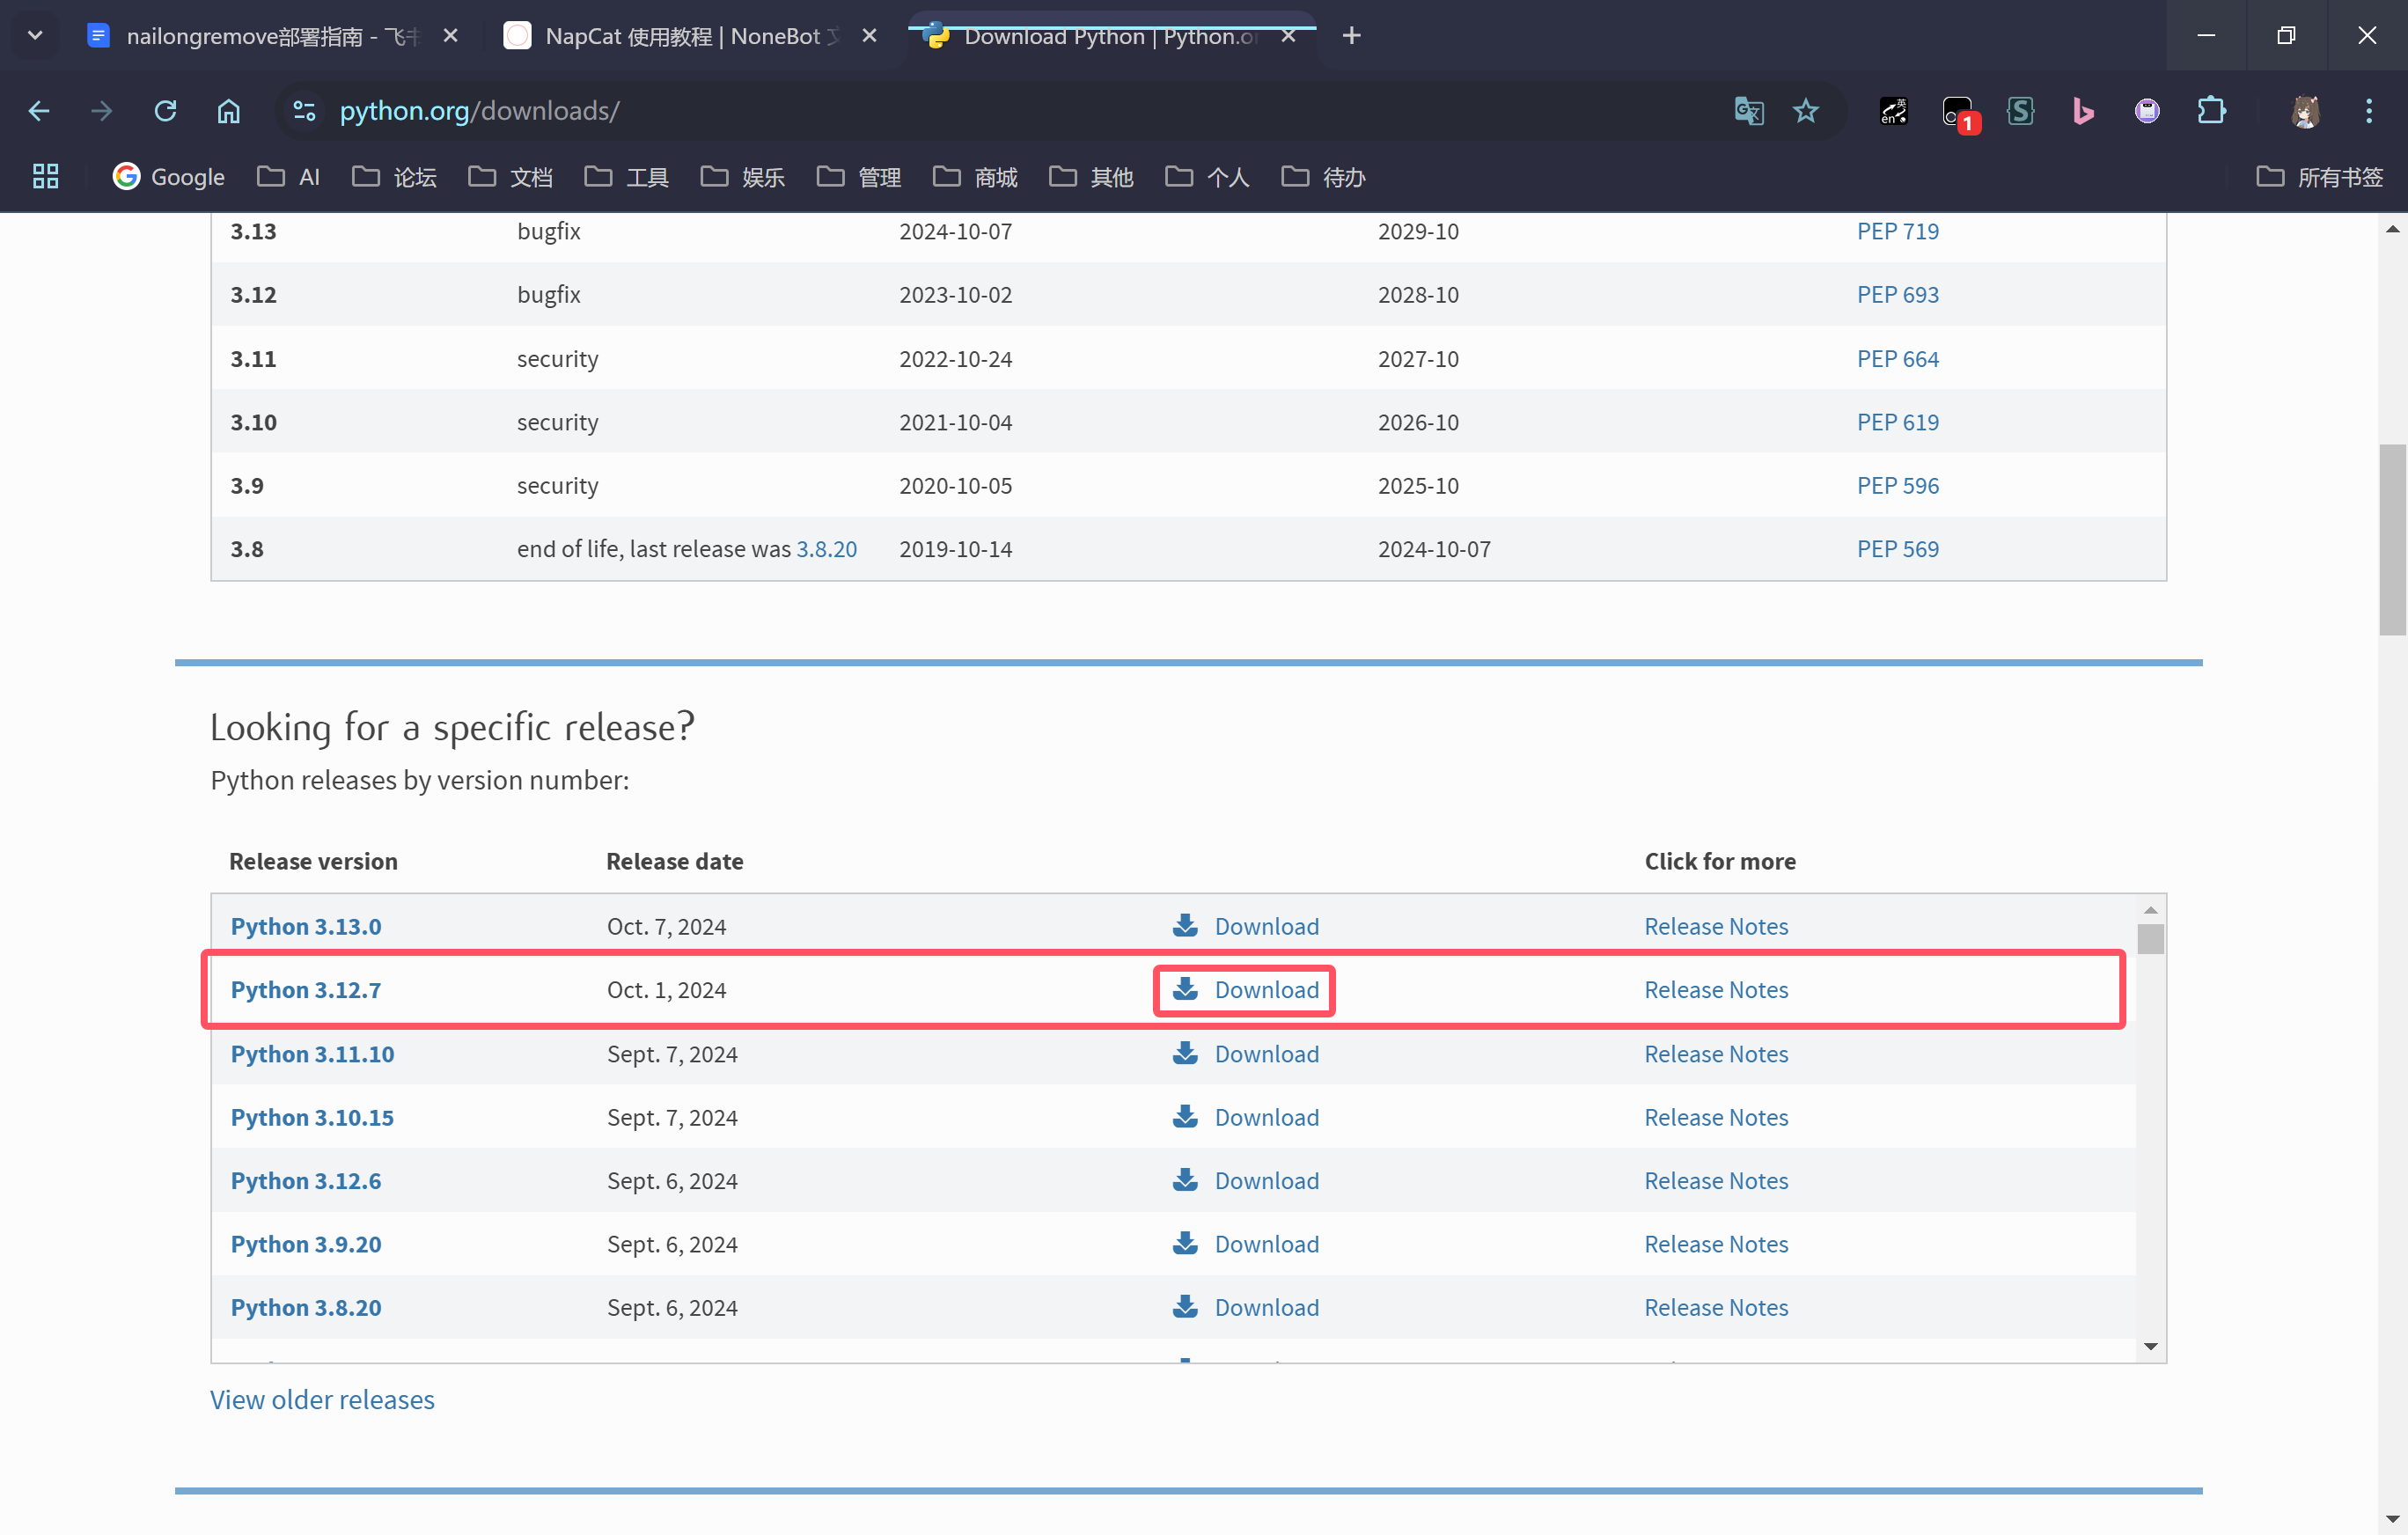 nailongremove部署指南 - 飞书
NapCat 使用教程 | NoneBot 文
Download Python | Python.or
python.org/downloads/
英
en
1
S
Google
AI
论坛
文档
工具
娱乐
管理
商城
其他
个人
待办
所有书签
3.13 bugfix 2024-10-07 2029-10 PEP 719
3.12 bugfix 2023-10-02 2028-10 PEP 693
3.11 security 2022-10-24 2027-10 PEP 664
3.10 security 2021-10-04 2026-10 PEP 619
3.9 security 2020-10-05 2025-10 PEP 596
3.8 end of life, last release was 3.8.20 2019-10-14 2024-10-07 PEP 569
Looking for a specific release?
Python releases by version number:
Release version Release date Click for more
Python 3.13.0 Oct. 7, 2024 Download Release Notes
Python 3.12.7 Oct. 1, 2024 Download Release Notes
Python 3.11.10 Sept. 7, 2024 Download Release Notes
Python 3.10.15 Sept. 7, 2024 Download Release Notes
Python 3.12.6 Sept. 6, 2024 Download Release Notes
Python 3.9.20 Sept. 6, 2024 Download Release Notes
Python 3.8.20 Sept. 6, 2024 Download Release Notes
View older releases